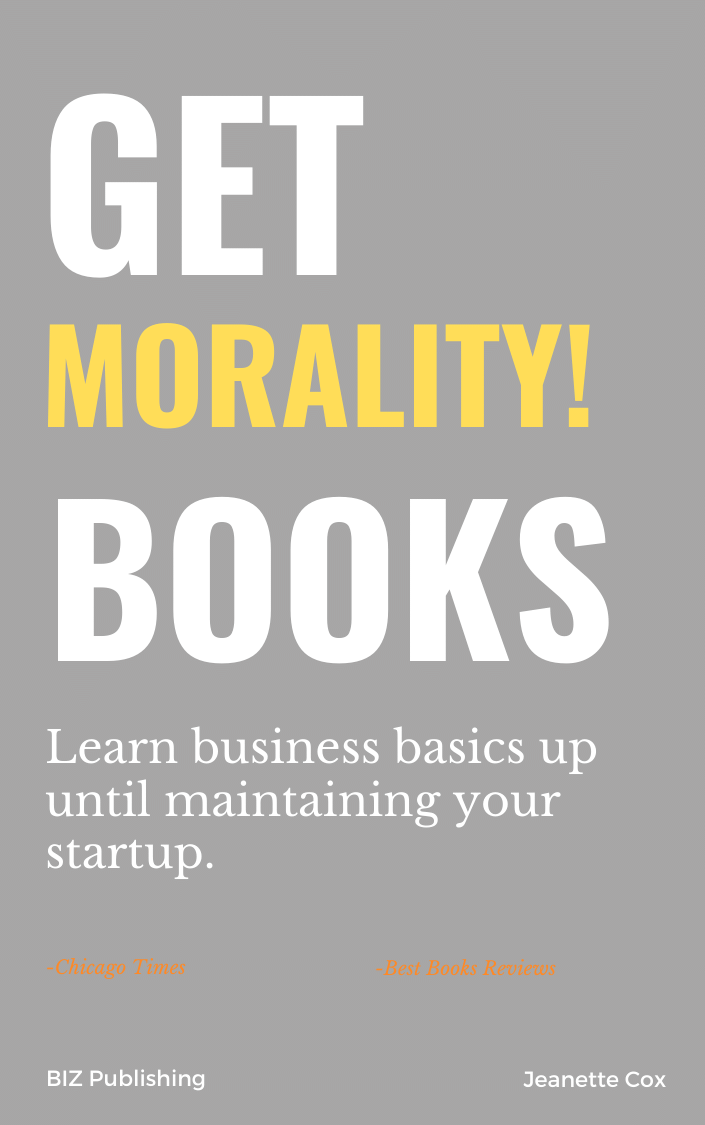 GET
MORALITY!
BOOKS
Learn business basics up
until maintaining your
startup.
-Chicago Times
-Best Books Reviews
BIZ Publishing
Jeanette Cox